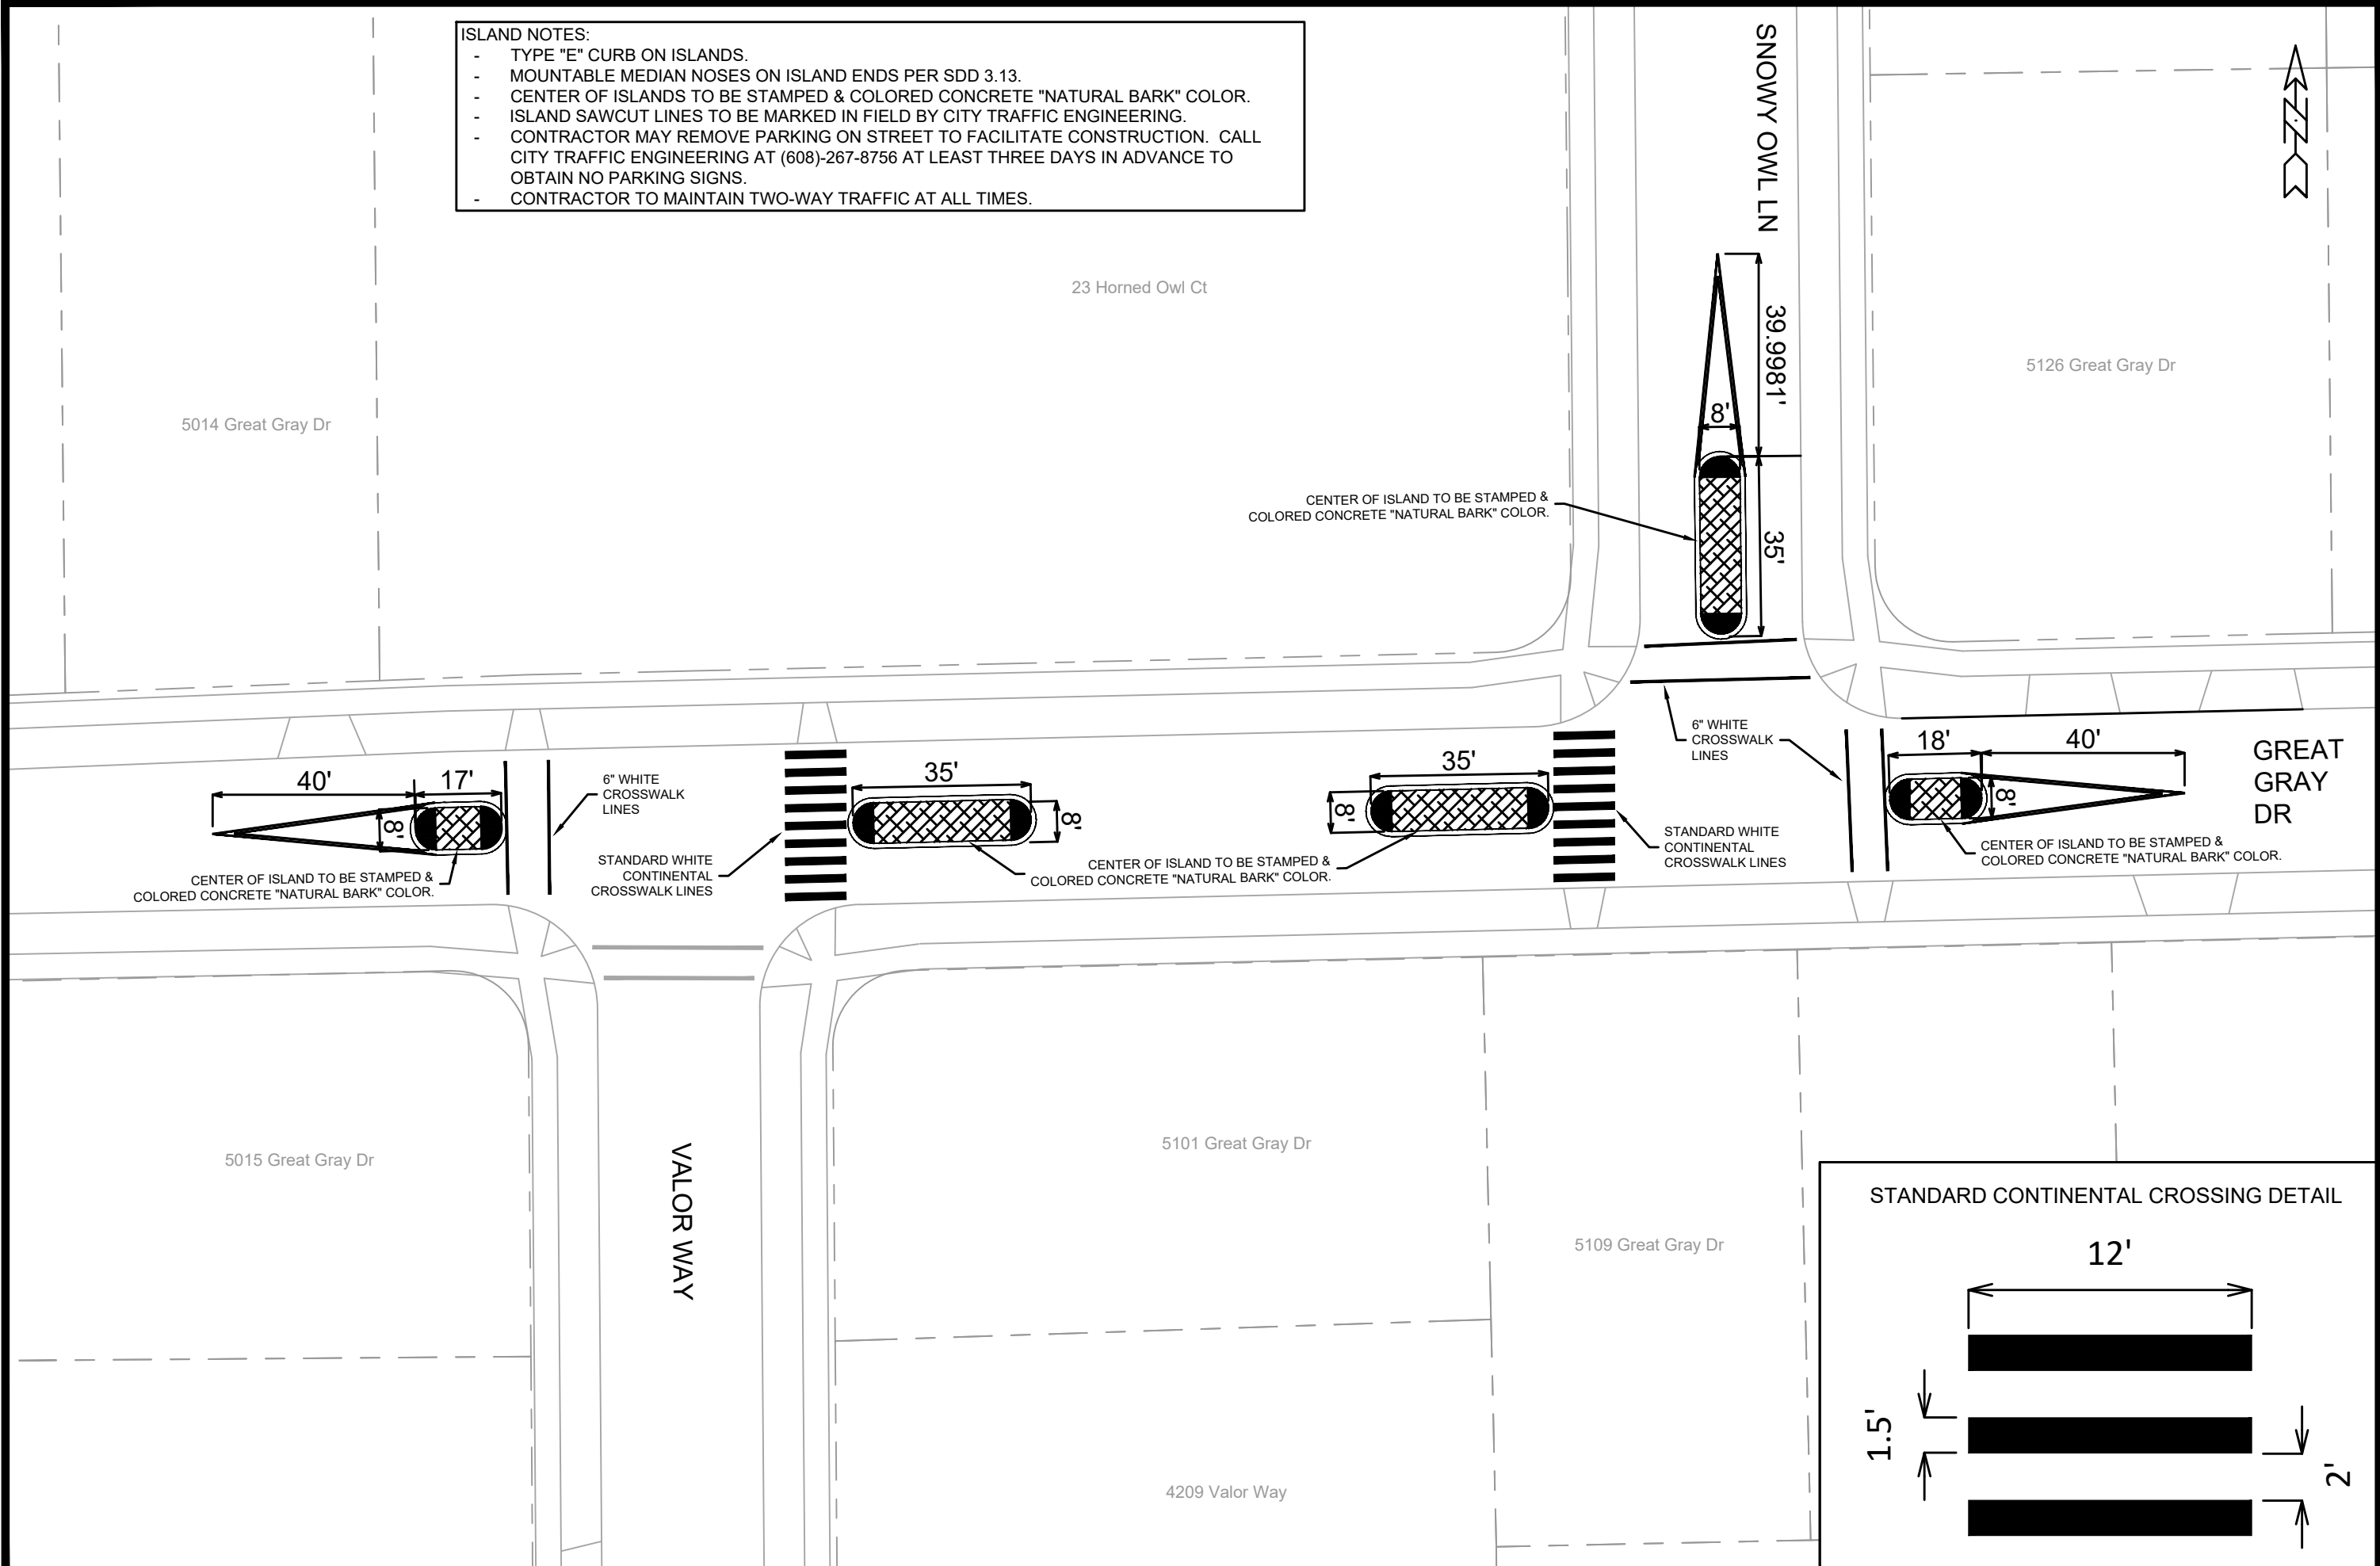 ISLAND NOTES:
- TYPE "E" CURB ON ISLANDS.
- MOUNTABLE MEDIAN NOSES ON ISLAND ENDS PER SDD 3.13.
- CENTER OF ISLANDS TO BE STAMPED & COLORED CONCRETE "NATURAL BARK" COLOR.
- ISLAND SAWCUT LINES TO BE MARKED IN FIELD BY CITY TRAFFIC ENGINEERING.
- CONTRACTOR MAY REMOVE PARKING ON STREET TO FACILITATE CONSTRUCTION. CALL
CITY TRAFFIC ENGINEERING AT (608)-267-8756 AT LEAST THREE DAYS IN ADVANCE TO
OBTAIN NO PARKING SIGNS.
- CONTRACTOR TO MAINTAIN TWO-WAY TRAFFIC AT ALL TIMES.
SNOWY OWL LN
N
23 Horned Owl Ct
5014 Great Gray Dr
5126 Great Gray Dr
39.9981'
8'
35'
CENTER OF ISLAND TO BE STAMPED &
COLORED CONCRETE "NATURAL BARK" COLOR.
40'
17'
8'
6" WHITE
CROSSWALK
LINES
CENTER OF ISLAND TO BE STAMPED &
COLORED CONCRETE "NATURAL BARK" COLOR.
STANDARD WHITE
CONTINENTAL
CROSSWALK LINES
35'
8'
35'
8'
CENTER OF ISLAND TO BE STAMPED &
COLORED CONCRETE "NATURAL BARK" COLOR.
6" WHITE
CROSSWALK
LINES
STANDARD WHITE
CONTINENTAL
CROSSWALK LINES
18'
40'
8'
CENTER OF ISLAND TO BE STAMPED &
COLORED CONCRETE "NATURAL BARK" COLOR.
GREAT
GRAY
DR
5015 Great Gray Dr
VALOR WAY
5101 Great Gray Dr
5109 Great Gray Dr
4209 Valor Way
STANDARD CONTINENTAL CROSSING DETAIL
12'
1.5'
2'